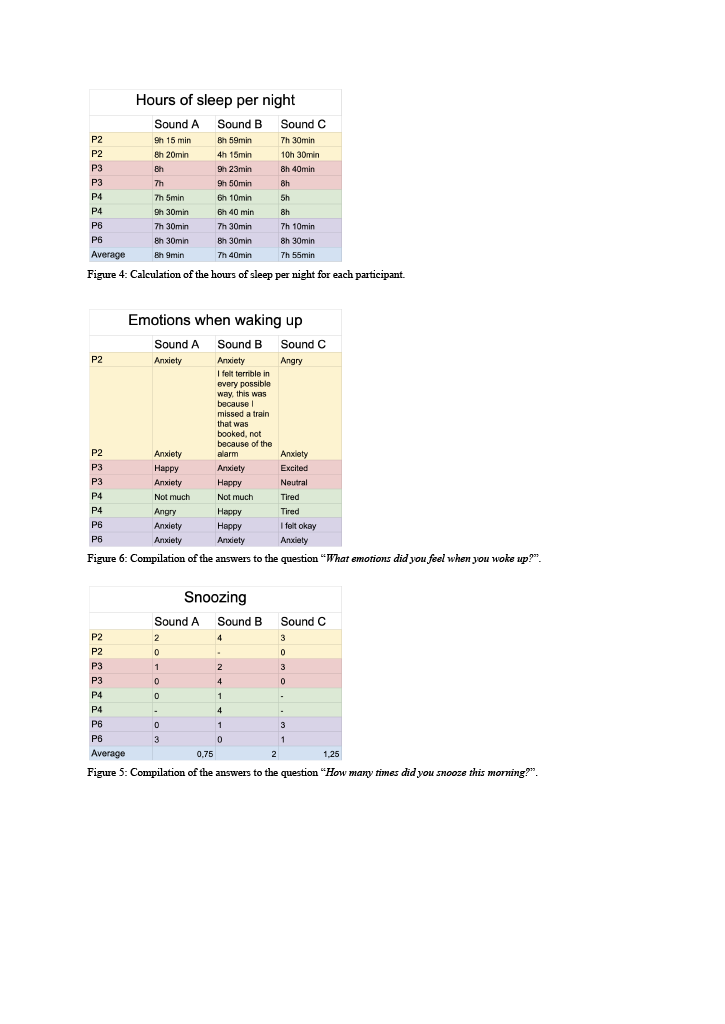 Hours of sleep per night
Sound A Sound B Sound C
P2 9h 15 min 8h 59min 7h 30min
P2 8h 20min 4h 15min 10h 30min
P3 8h 9h 23min 8h 40min
P3 7h 9h 50min 8h
P4 7h 5min 6h 10min 5h
P4 9h 30min 6h 40 min 8h
P6 7h 30min 7h 30min 7h 10min
P6 8h 30min 8h 30min 8h 30min
Average 8h 9min 7h 40min 7h 55min
Figure 4: Calculation of the hours of sleep per night for each participant.
Emotions when waking up
Sound A Sound B Sound C
P2 Anxiety Anxiety Angry
I felt terrible in
every possible
way, this was
because I
missed a train
that was
booked, not
because of the
P2 Anxiety alarm Anxiety
P3 Happy Anxiety Excited
P3 Anxiety Happy Neutral
P4 Not much Not much Tired
P4 Angry Happy Tired
P6 Anxiety Happy I felt okay
P6 Anxiety Anxiety Anxiety
Figure 6: Compilation of the answers to the question “What emotions did you feel when you woke up?”.
Snoozing
Sound A Sound B Sound C
P2 2 4 3
P2 0 - 0
P3 1 2 3
P3 0 4 0
P4 0 1 -
P4 - 4 -
P6 0 1 3
P6 3 0 1
Average 0,75 2 1,25
Figure 5: Compilation of the answers to the question “How many times did you snooze this morning?”.